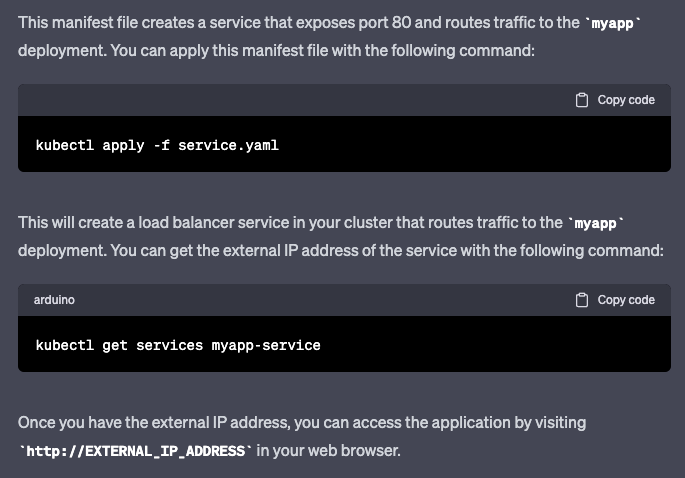 This manifest file creates a service that exposes port 80 and routes traffic to the `myapp`
deployment. You can apply this manifest file with the following command:
Copy code
kubectl apply -f service.yaml
This will create a load balancer service in your cluster that routes traffic to the `myapp`
deployment. You can get the external IP address of the service with the following command:
arduino Copy code
kubectl get services myapp-service
Once you have the external IP address, you can access the application by visiting
`http://EXTERNAL_IP_ADDRESS` in your web browser.